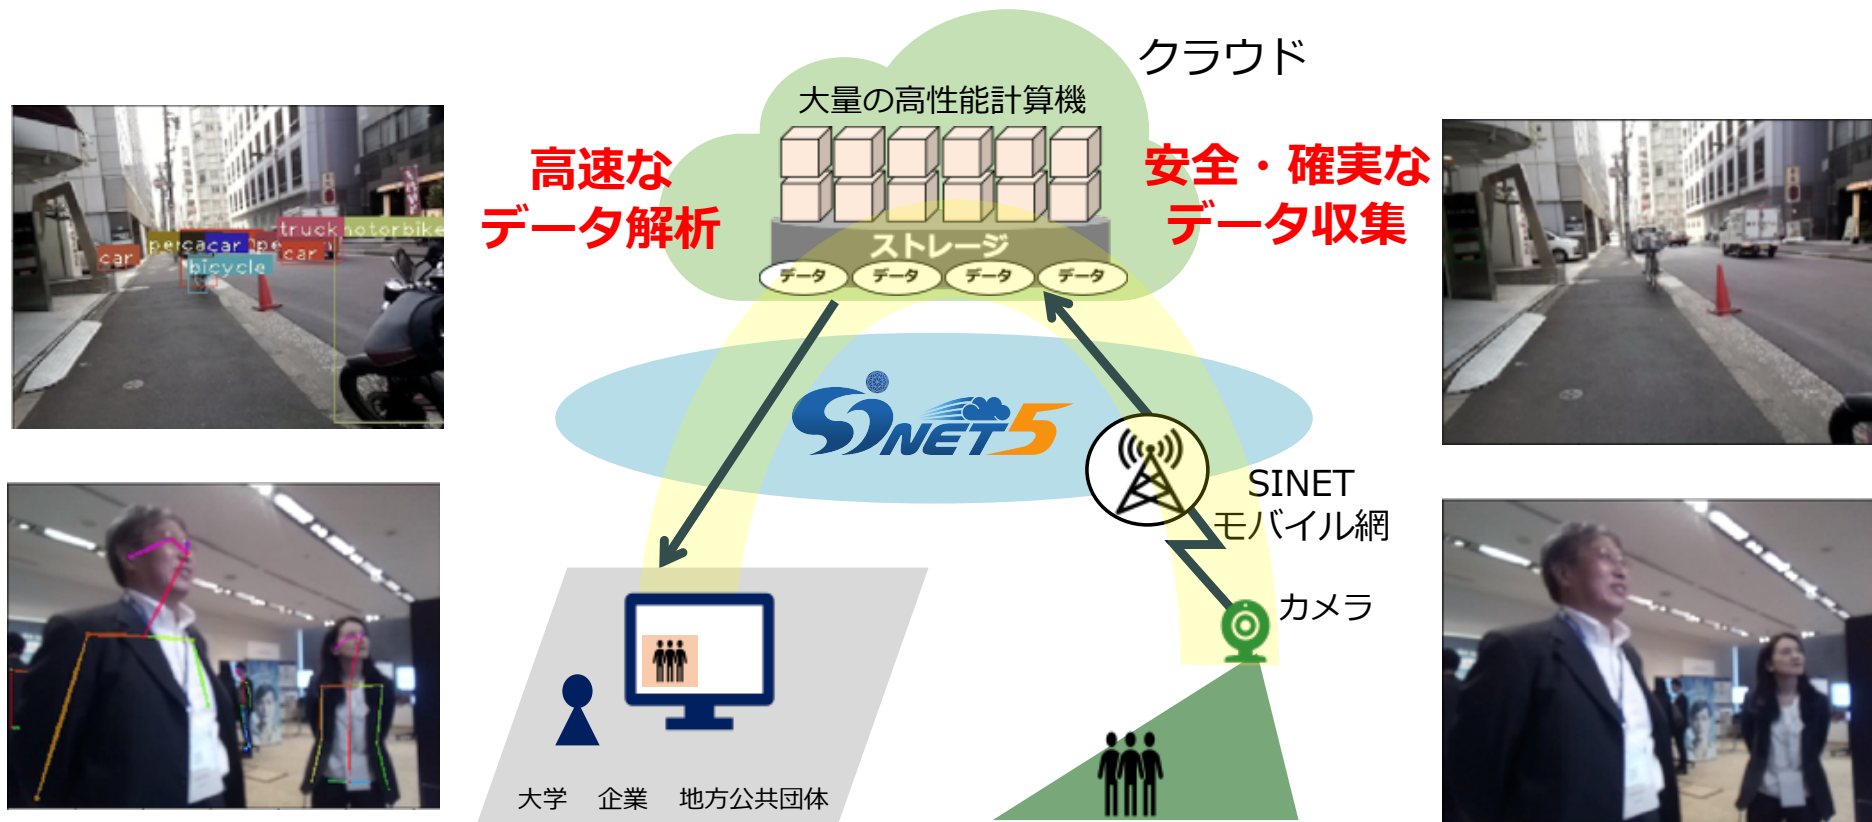 クラウド
大量の高性能計算機
高速な
データ解析
安全・確実な
データ収集
ストレージ
データ データ データ データ
truck motorbike
car per ca car pe car
bicycle
SINET5
SINET
モバイル網
カメラ
大学 企業 地方公共団体